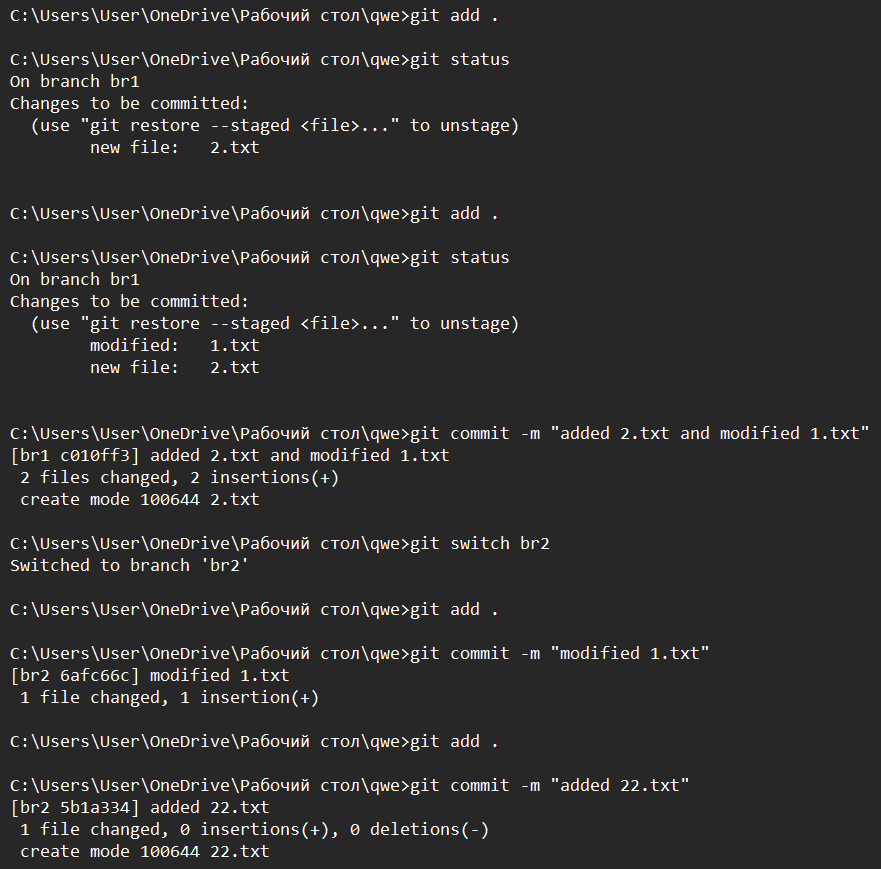 C:\Users\User\OneDrive\Рабочий стол\qwe>git add .
C:\Users\User\OneDrive\Рабочий стол\qwe>git status
On branch br1
Changes to be committed:
  (use "git restore --staged <file>..." to unstage)
        new file:   2.txt
C:\Users\User\OneDrive\Рабочий стол\qwe>git add .
C:\Users\User\OneDrive\Рабочий стол\qwe>git status
On branch br1
Changes to be committed:
  (use "git restore --staged <file>..." to unstage)
        modified:   1.txt
        new file:   2.txt
C:\Users\User\OneDrive\Рабочий стол\qwe>git commit -m "added 2.txt and modified 1.txt"
[br1 c010ff3] added 2.txt and modified 1.txt
 2 files changed, 2 insertions(+)
 create mode 100644 2.txt
C:\Users\User\OneDrive\Рабочий стол\qwe>git switch br2
Switched to branch 'br2'
C:\Users\User\OneDrive\Рабочий стол\qwe>git add .
C:\Users\User\OneDrive\Рабочий стол\qwe>git commit -m "modified 1.txt"
[br2 6afc66c] modified 1.txt
 1 file changed, 1 insertion(+)
C:\Users\User\OneDrive\Рабочий стол\qwe>git add .
C:\Users\User\OneDrive\Рабочий стол\qwe>git commit -m "added 22.txt"
[br2 5b1a334] added 22.txt
 1 file changed, 0 insertions(+), 0 deletions(-)
 create mode 100644 22.txt